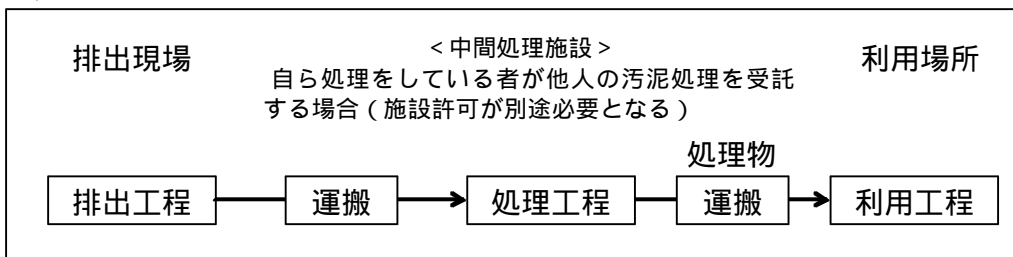 排出現場
<中間処理施設>
利用場所
自ら処理をしている者が他人の汚泥処理を受託
する場合(施設許可が別途必要となる)
処理物
排出工程
運搬
処理工程
運搬
利用工程